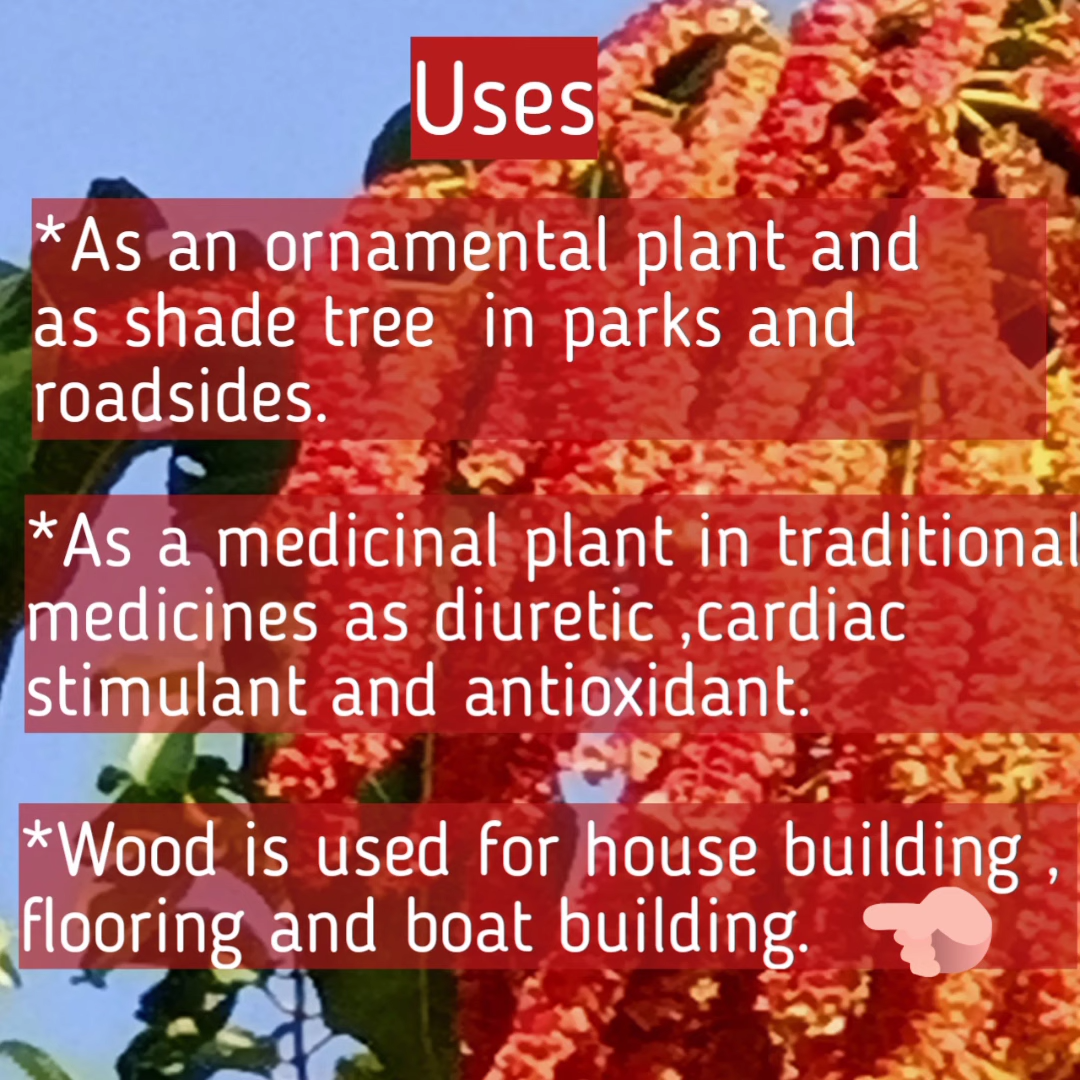 Uses
*As an ornamental plant and
as shade tree in parks and
roadsides.
*As a medicinal plant in traditional
medicines as diuretic ,cardiac
stimulant and antioxidant.
*Wood is used for house building ,
flooring and boat building.